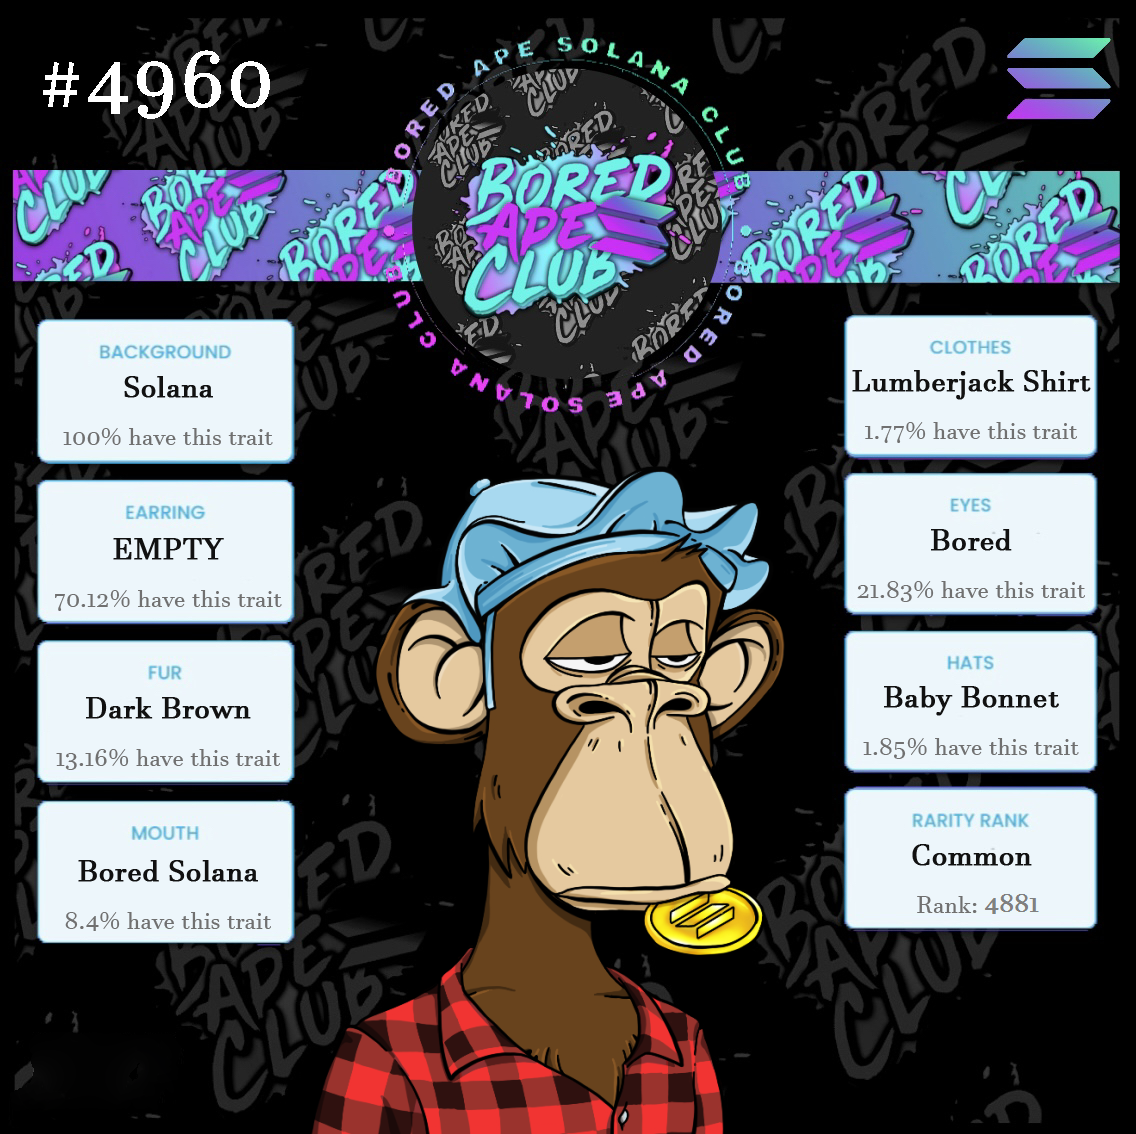 #4960
BORED APE SOLANA CLUB
BORED APE SOLANA CLUB
BORED
APE
CLUB
BACKGROUND
Solana
100% have this trait
EARRING
EMPTY
70.12% have this trait
FUR
Dark Brown
13.16% have this trait
MOUTH
Bored Solana
8.4% have this trait
CLOTHES
Lumberjack Shirt
1.77% have this trait
EYES
Bored
21.83% have this trait
HATS
Baby Bonnet
1.85% have this trait
RARITY RANK
Common
Rank: 4881